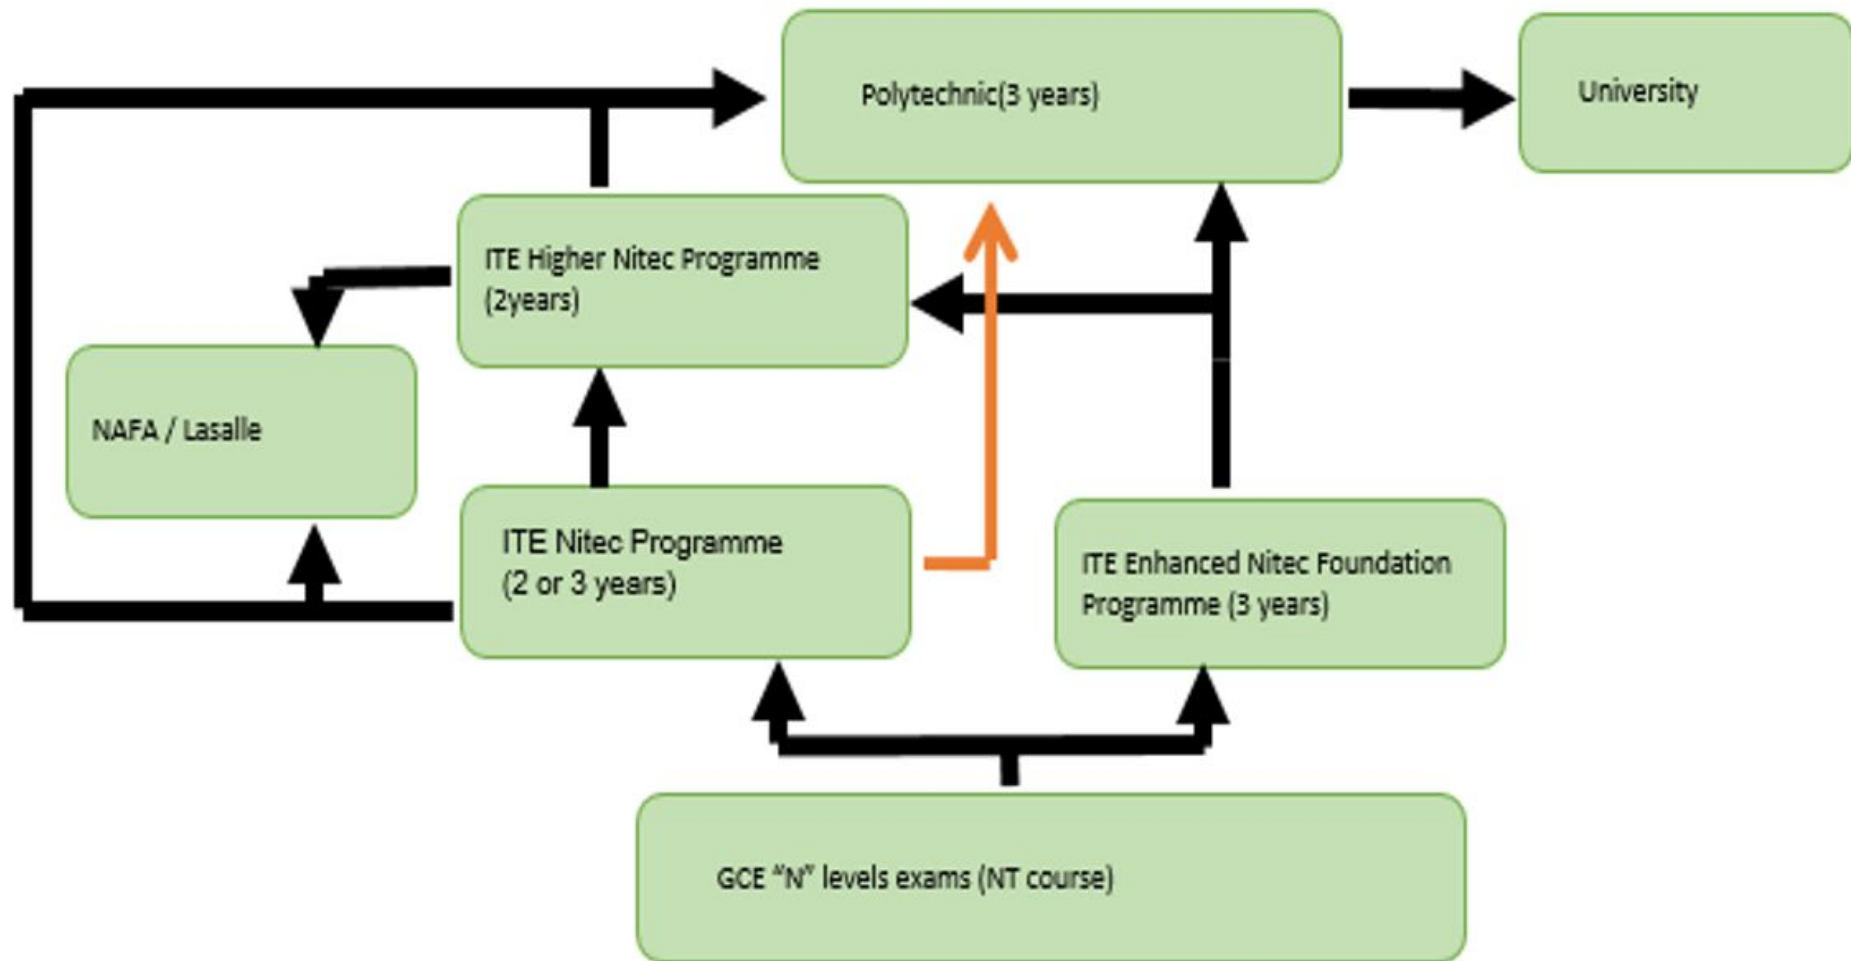 Polytechnic(3 years)
University
ITE Higher Nitec Programme
(2years)
NAFA / Lasalle
ITE Nitec Programme
(2 or 3 years)
ITE Enhanced Nitec Foundation
Programme (3 years)
GCE “N” levels exams (NT course)